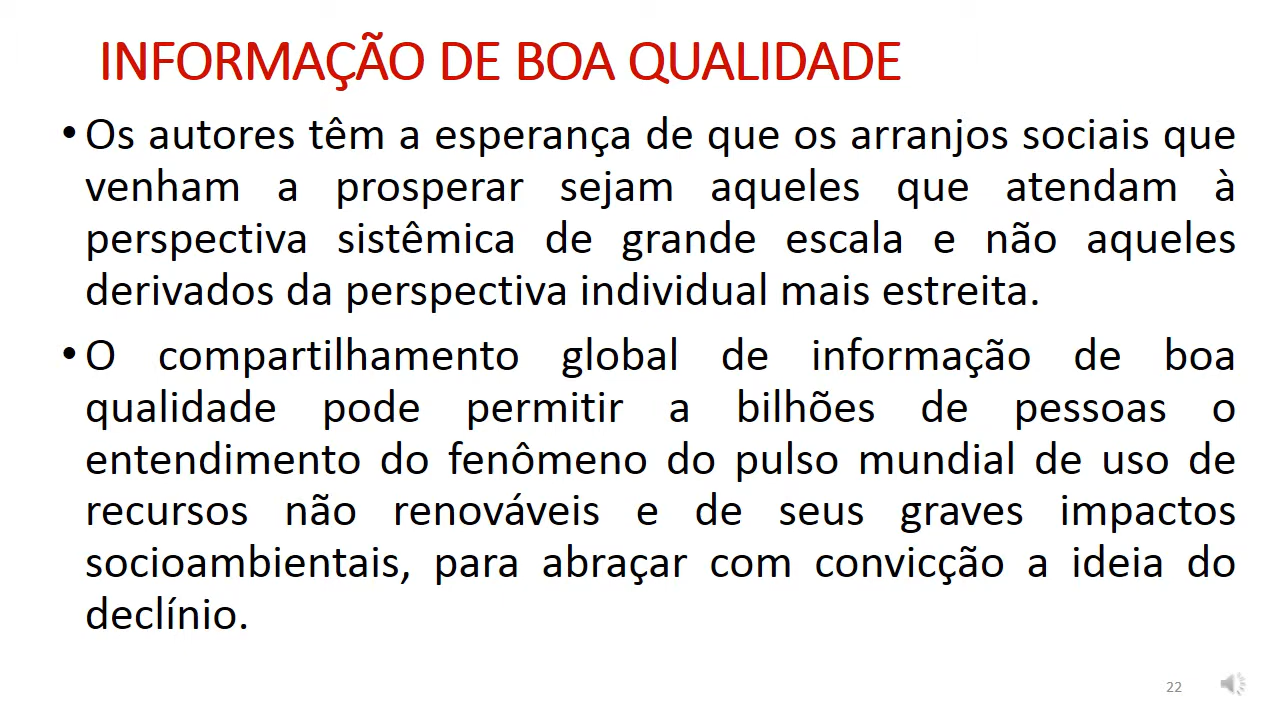 INFORMAÇÃO DE BOA QUALIDADE
• Os autores têm a esperança de que os arranjos sociais que
venham a prosperar sejam aqueles que atendam à
perspectiva sistêmica de grande escala e não aqueles
derivados da perspectiva individual mais estreita.
• O compartilhamento global de informação de boa
qualidade pode permitir a bilhões de pessoas o
entendimento do fenômeno do pulso mundial de uso de
recursos não renováveis e de seus graves impactos
socioambientais, para abraçar com convicção a ideia do
declínio.
22